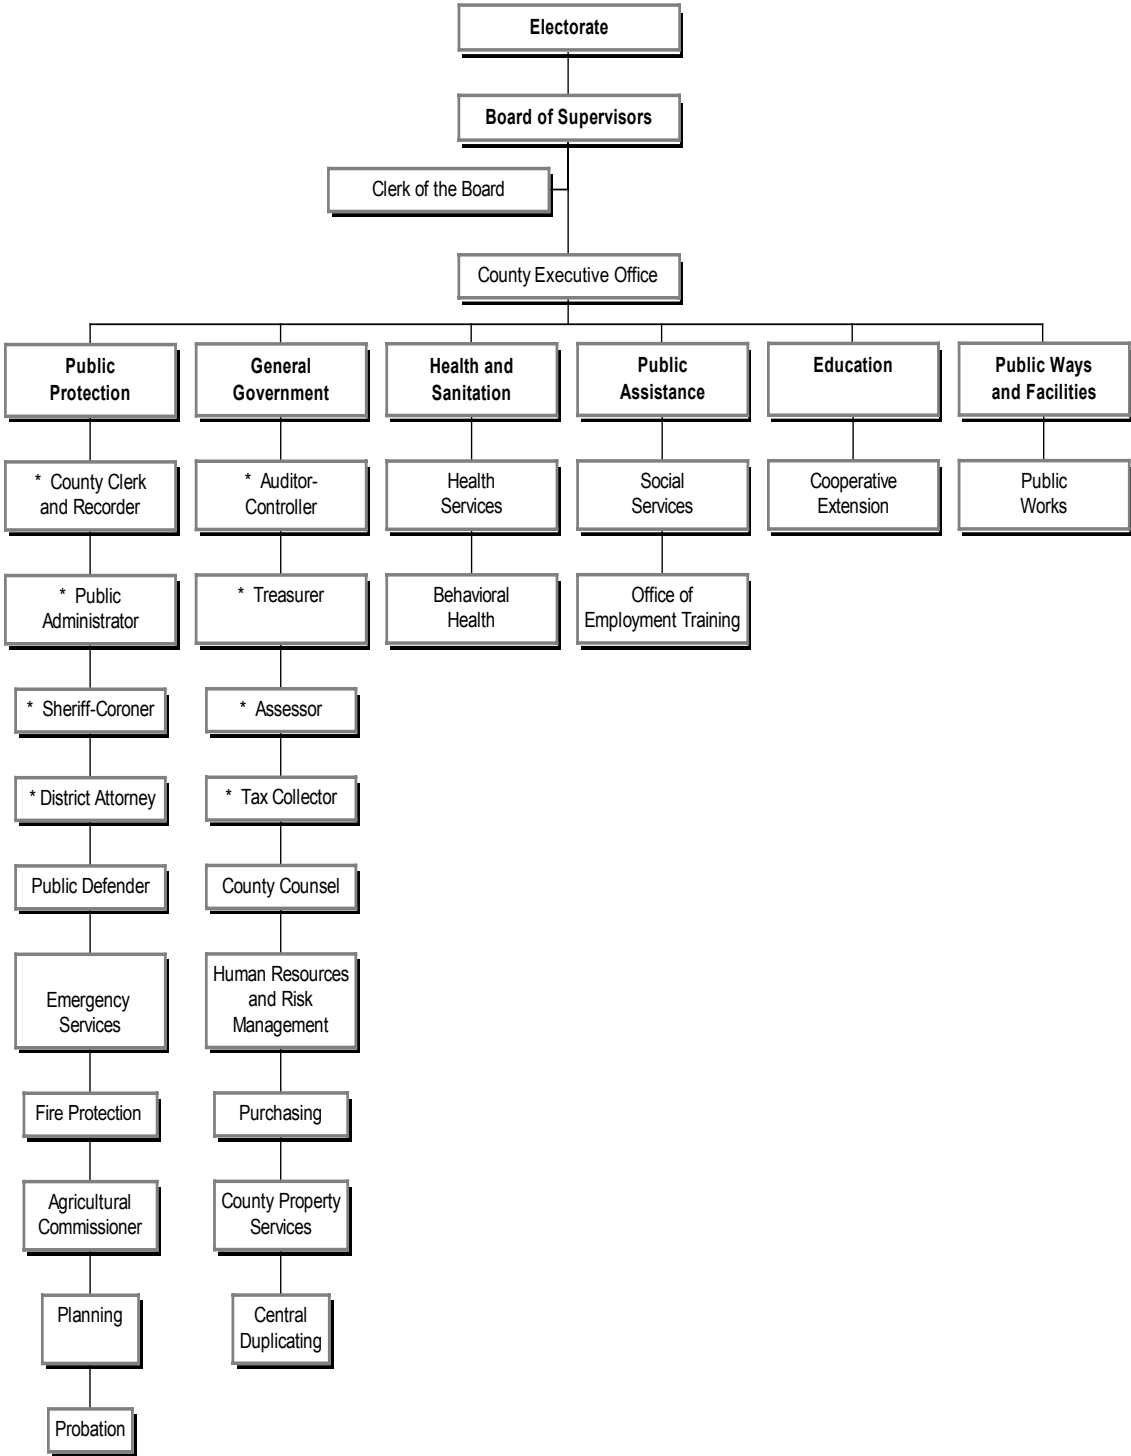 Electorate
Board of Supervisors
Clerk of the Board
County Executive Office
Public
Protection
General
Government
Health and
Sanitation
Public
Assistance
Education
Public Ways
and Facilities
* County Clerk
and Recorder
* Auditor-
Controller
Health
Services
Social
Services
Cooperative
Extension
Public
Works
* Public
Administrator
* Treasurer
Behavioral
Health
Office of
Employment Training
* Sheriff-Coroner
* Assessor
* District Attorney
* Tax Collector
Public Defender
County Counsel
Emergency
Services
Human Resources
and Risk
Management
Fire Protection
Purchasing
Agricultural
Commissioner
County Property
Services
Planning
Central
Duplicating
Probation